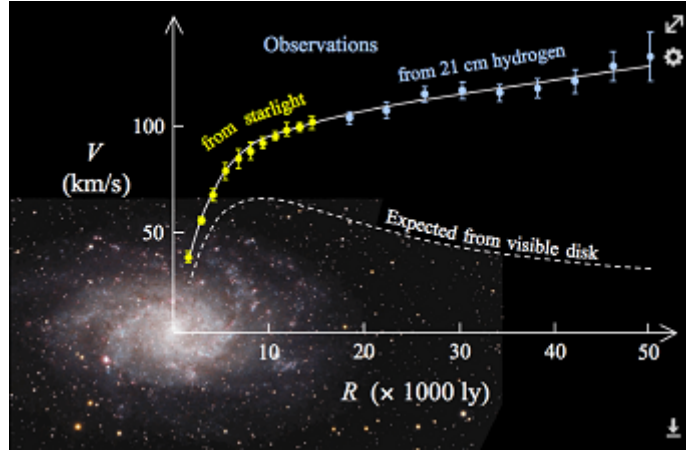 Observations
from starlight
from 21 cm hydrogen
100
V
(km/s)
50
Expected from visible disk
10 20 30 40 50
R (× 1000 ly)